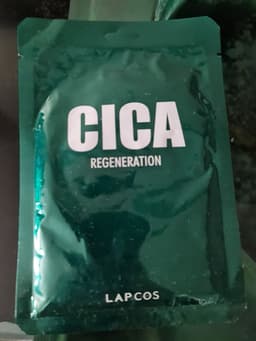 CICA
REGENERATION
LAPCOS